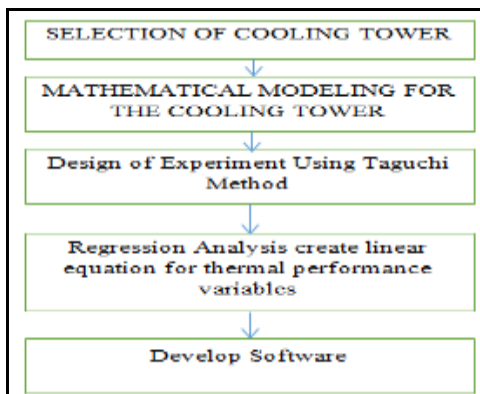 SELECTION OF COOLING TOWER
MATHEMATICAL MODELING FOR
THE COOLING TOWER
Design of Experiment Using Taguchi
Method
Regression Analysis create linear
equation for thermal performance
variables
Develop Software